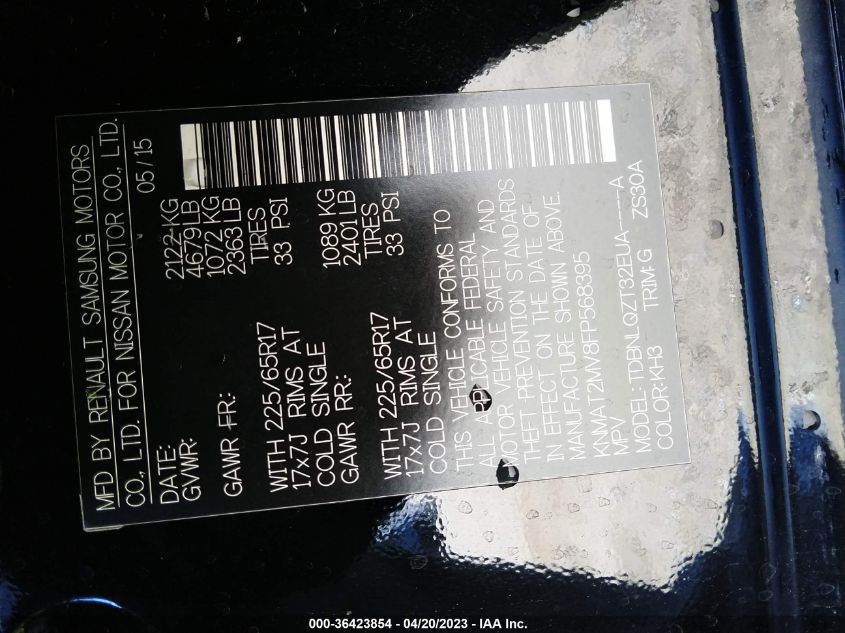 MFD BY RENAULT SAMSUNG MOTORS
CO., LTD. FOR NISSAN MOTOR CO., LTD.
DATE: 05/15
GVWR: 2122 KG
4679 LB
GAWR FR: 1072 KG
2363 LB
WITH 225/65R17 TIRES
17x7J RIMS AT 33 PSI
COLD SINGLE
GAWR RR: 1089 KG
2401 LB
WITH 225/65R17 TIRES
17x7J RIMS AT 33 PSI
COLD SINGLE
THIS VEHICLE CONFORMS TO
ALL APPLICABLE FEDERAL
MOTOR VEHICLE SAFETY AND
THEFT PREVENTION STANDARDS
IN EFFECT ON THE DATE OF
MANUFACTURE SHOWN ABOVE.
KNMAT2MV8FP568395
MPV
MODEL: TDBNLQZT32EUA-----A
COLOR:KH3 TRIM:G ZS30A
000-36423854 - 04/20/2023 - IAA Inc.